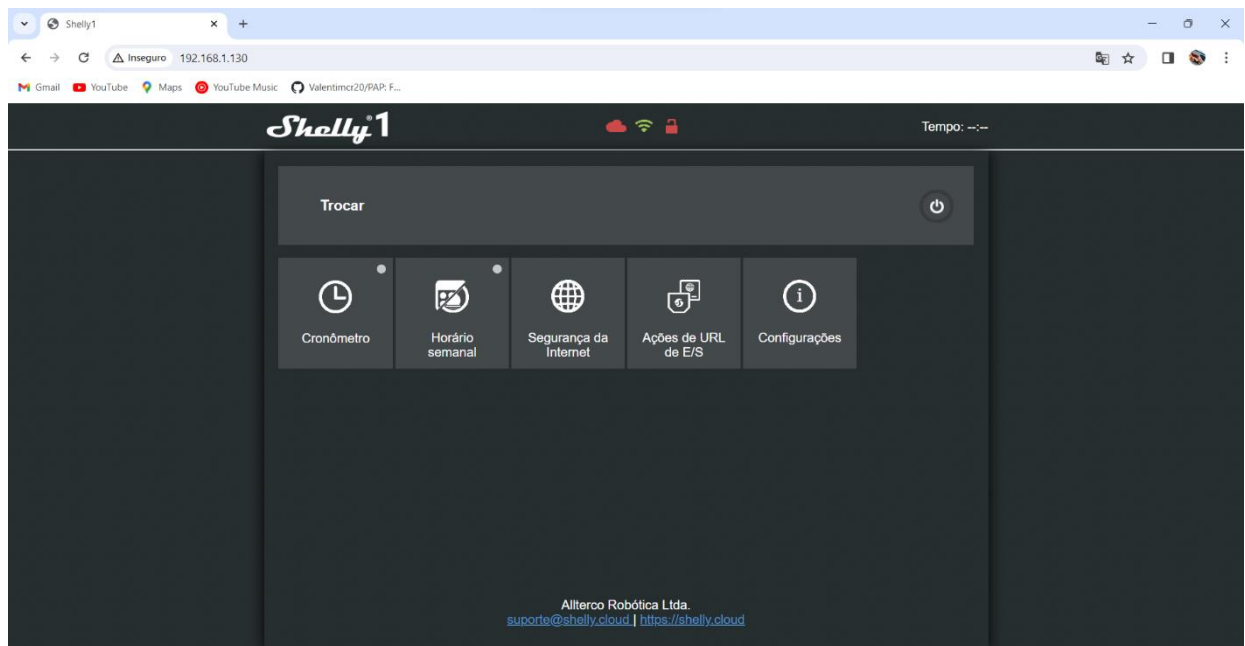 Shelly1
Inseguro 192.168.1.130
Gmail YouTube Maps YouTube Music Valentimcr20/PAP: F...
Shelly®1 Tempo: --:--
Trocar
Cronômetro
Horário
semanal
Segurança da
Internet
Ações de URL
de E/S
Configurações
Allterco Robótica Ltda.
suporte@shelly.cloud | https://shelly.cloud